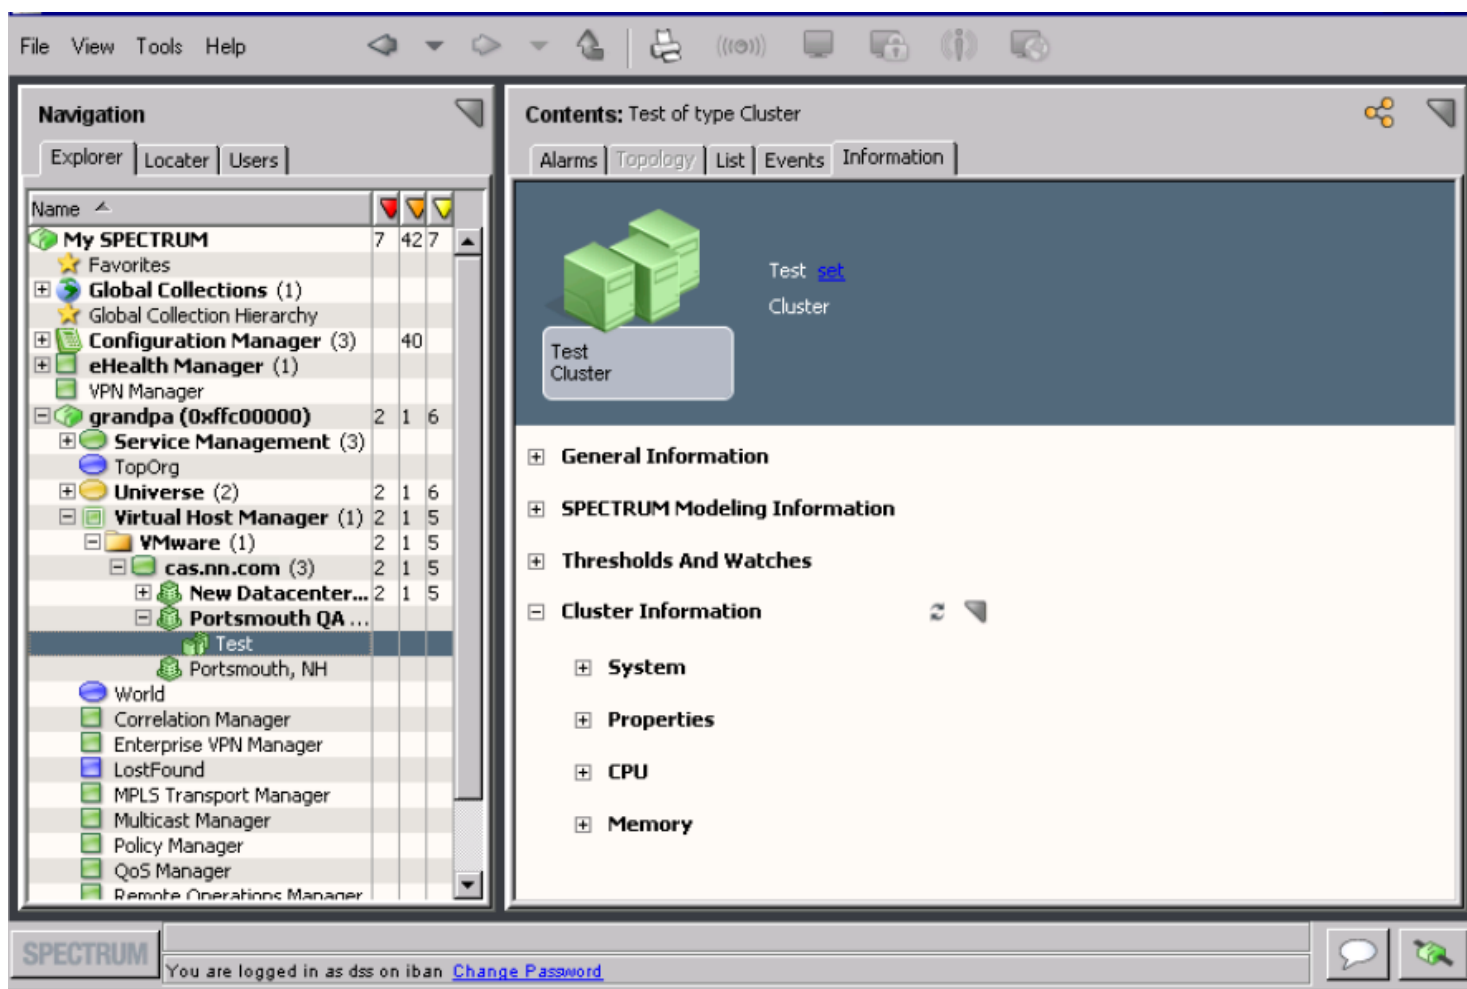 File View Tools Help
Navigation
Explorer Locater Users
Name
My SPECTRUM 7 42 7
Favorites
Global Collections (1)
Global Collection Hierarchy
Configuration Manager (3) 40
eHealth Manager (1)
VPN Manager
grandpa (0xffc00000) 2 1 6
Service Management (3)
TopOrg
Universe (2) 2 1 6
Virtual Host Manager (1) 2 1 5
VMware (1) 2 1 5
cas.nn.com (3) 2 1 5
New Datacenter... 2 1 5
Portsmouth QA ...
Test
Portsmouth, NH
World
Correlation Manager
Enterprise VPN Manager
LostFound
MPLS Transport Manager
Multicast Manager
Policy Manager
QoS Manager
Remote Operations Manager
Contents: Test of type Cluster
Alarms Topology List Events Information
Test set
Cluster
Test
Cluster
General Information
SPECTRUM Modeling Information
Thresholds And Watches
Cluster Information
System
Properties
CPU
Memory
SPECTRUM
You are logged in as dss on iban Change Password